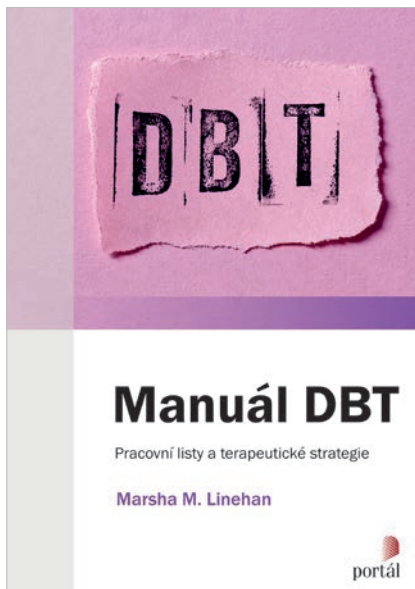 DBT
Manuál DBT
Pracovní listy a terapeutické strategie
Marsha M. Linehan
portál